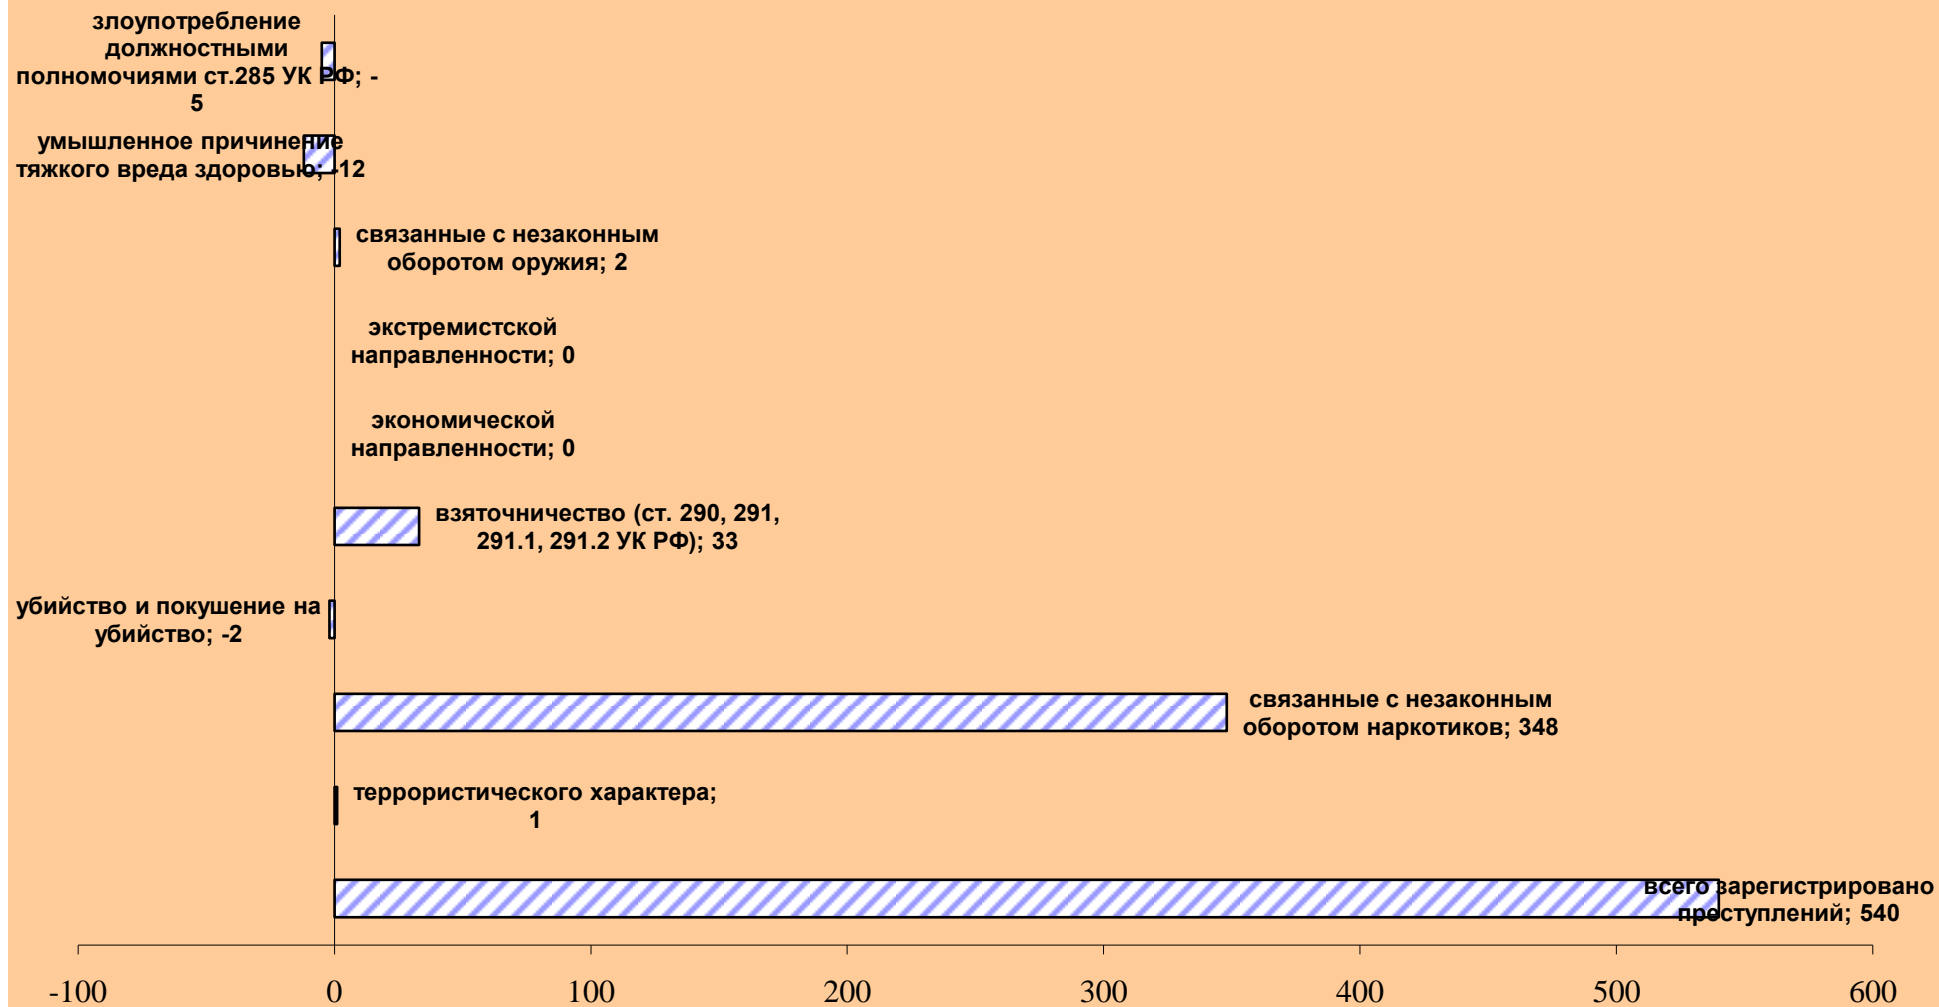 злоупотребление
должностными
полномочиями ст.285 УК РФ; -
5
умышленное причинение
тяжкого вреда здоровью; -12
связанные с незаконным
оборотом оружия; 2
экстремистской
направленности; 0
экономической
направленности; 0
взяточничество (ст. 290, 291,
291.1, 291.2 УК РФ); 33
убийство и покушение на
убийство; -2
связанные с незаконным
оборотом наркотиков; 348
террористического характера;
1
всего зарегистрировано
преступлений; 540
-100 0 100 200 300 400 500 600